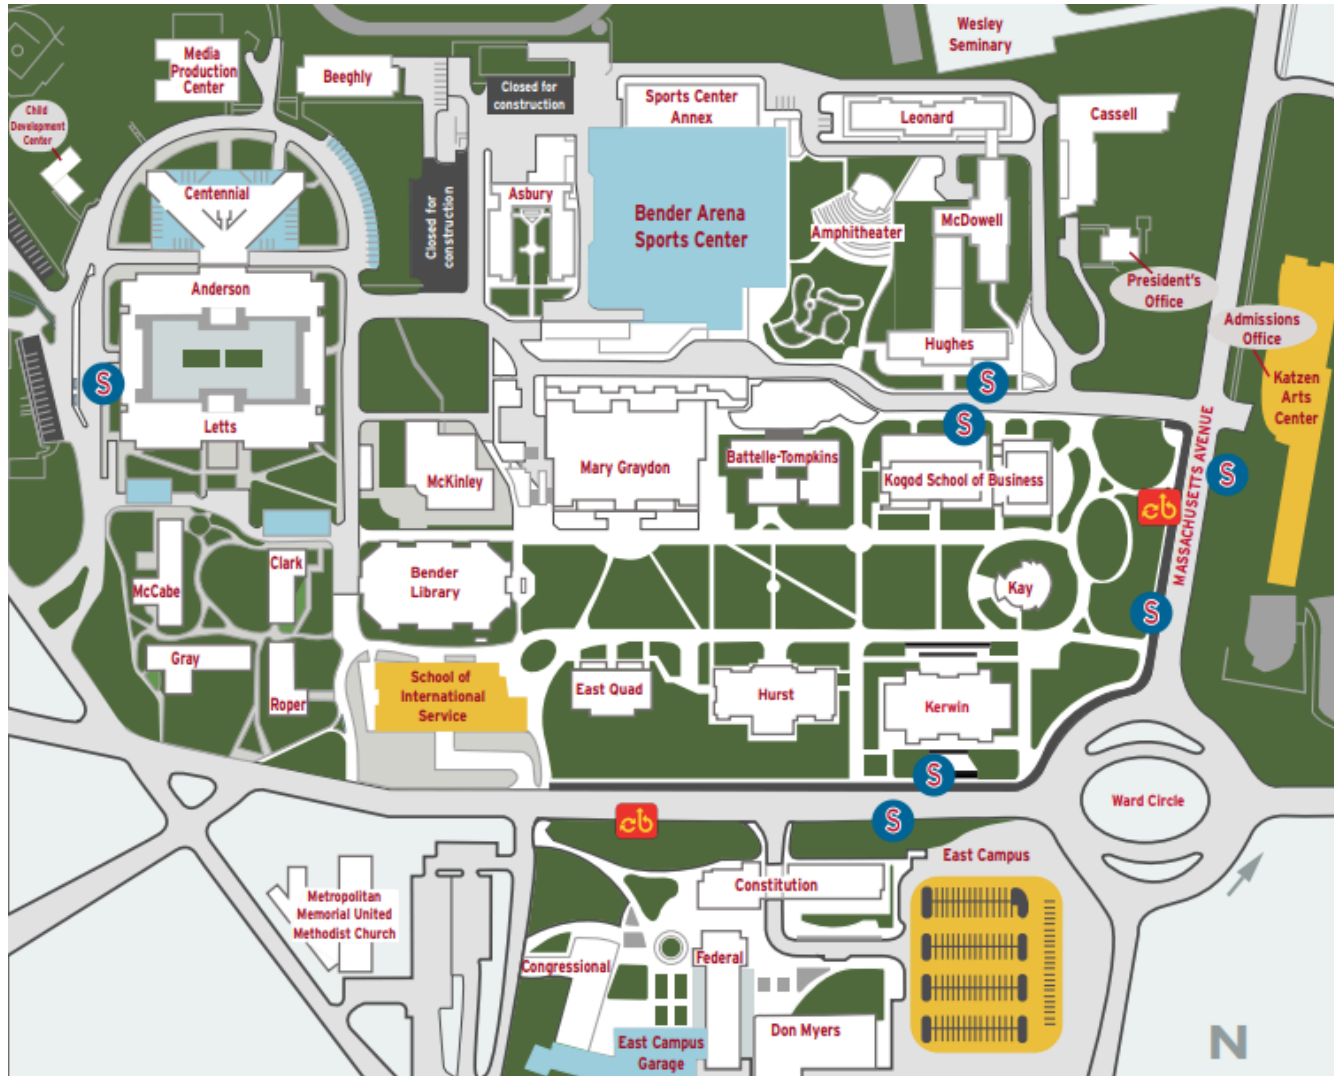 Wesley
Seminary
Media
Production
Center
Beeghly
Closed for
construction
Sports Center
Annex
Leonard
Cassell
Child
Development
Center
Centennial
Closed for
construction
Asbury
Bender Arena
Sports Center
Amphitheater
McDowell
President's
Office
Anderson
Admissions
Office
Hughes
Katzen
Arts
Center
S
S
S
Letts
MASSACHUSETTS AVENUE
McKinley
Mary Graydon
Battelle-Tompkins
Kogod School of Business
S
cb
McCabe
Clark
Bender
Library
Kay
S
Gray
Roper
School of
International
Service
East Quad
Hurst
Kerwin
S
Ward Circle
cb
S
East Campus
Constitution
Metropolitan
Memorial United
Methodist Church
Congressional
Federal
Don Myers
East Campus
Garage
N